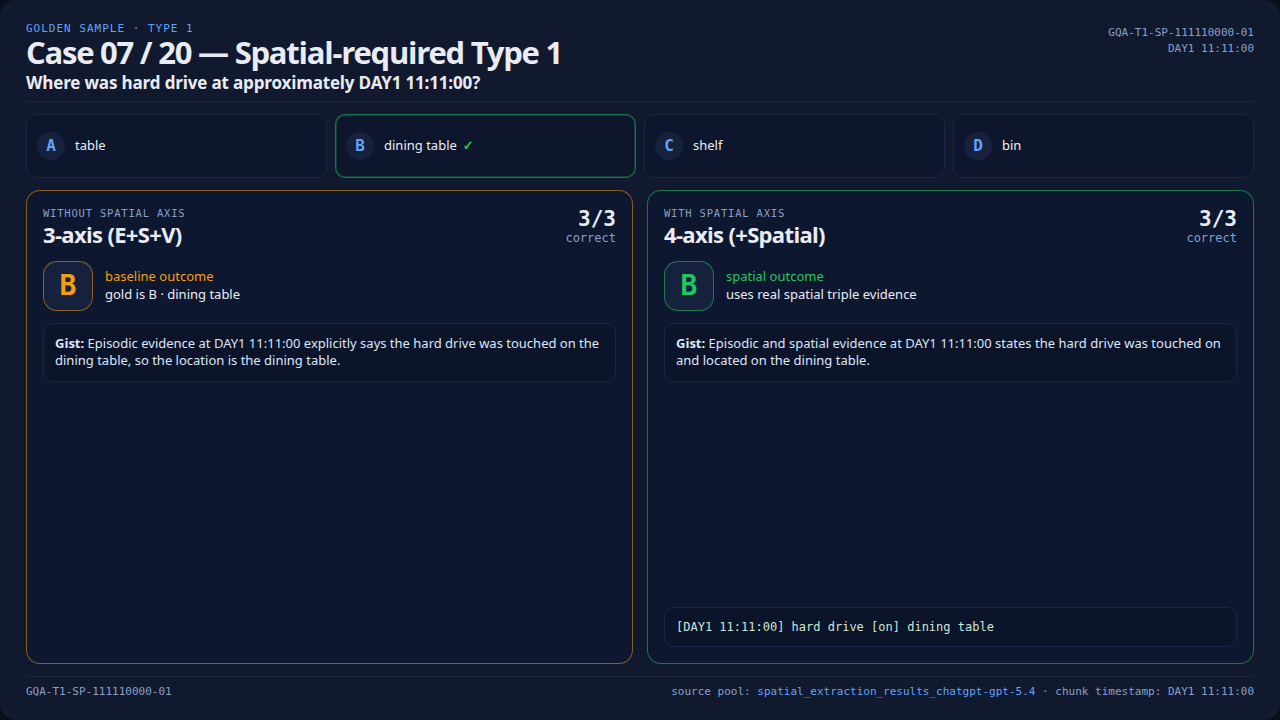 GOLDEN SAMPLE · TYPE 1
Case 07 / 20 — Spatial-required Type 1
Where was hard drive at approximately DAY1 11:11:00?
GQA-T1-SP-111110000-01
DAY1 11:11:00
A table
B dining table ✓
C shelf
D bin
WITHOUT SPATIAL AXIS
3-axis (E+S+V)
3/3
correct
B
baseline outcome
gold is B · dining table
Gist: Episodic evidence at DAY1 11:11:00 explicitly says the hard drive was touched on the
dining table, so the location is the dining table.
WITH SPATIAL AXIS
4-axis (+Spatial)
3/3
correct
B
spatial outcome
uses real spatial triple evidence
Gist: Episodic and spatial evidence at DAY1 11:11:00 states the hard drive was touched on
and located on the dining table.
[DAY1 11:11:00] hard drive [on] dining table
GQA-T1-SP-111110000-01
source pool: spatial_extraction_results_chatgpt-gpt-5.4 · chunk timestamp: DAY1 11:11:00